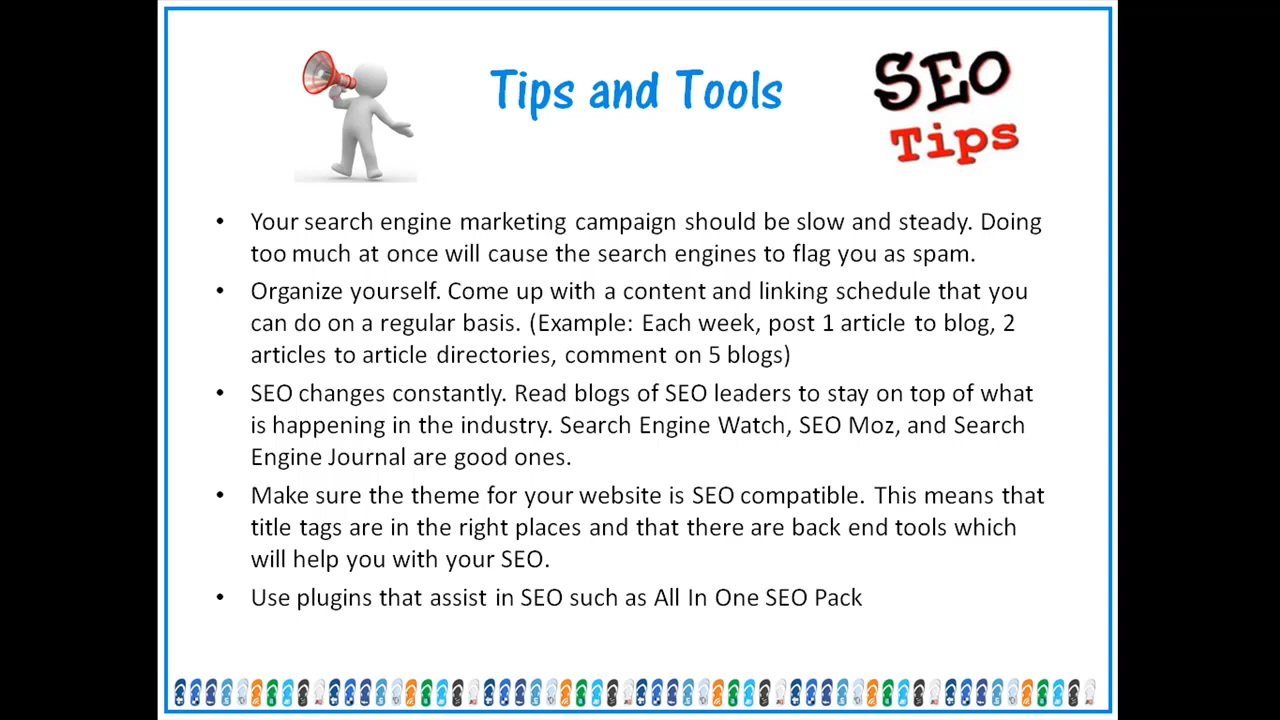 Tips and Tools
SEO
Tips
• Your search engine marketing campaign should be slow and steady. Doing
too much at once will cause the search engines to flag you as spam.
• Organize yourself. Come up with a content and linking schedule that you
can do on a regular basis. (Example: Each week, post 1 article to blog, 2
articles to article directories, comment on 5 blogs)
• SEO changes constantly. Read blogs of SEO leaders to stay on top of what
is happening in the industry. Search Engine Watch, SEO Moz, and Search
Engine Journal are good ones.
• Make sure the theme for your website is SEO compatible. This means that
title tags are in the right places and that there are back end tools which
will help you with your SEO.
• Use plugins that assist in SEO such as All In One SEO Pack